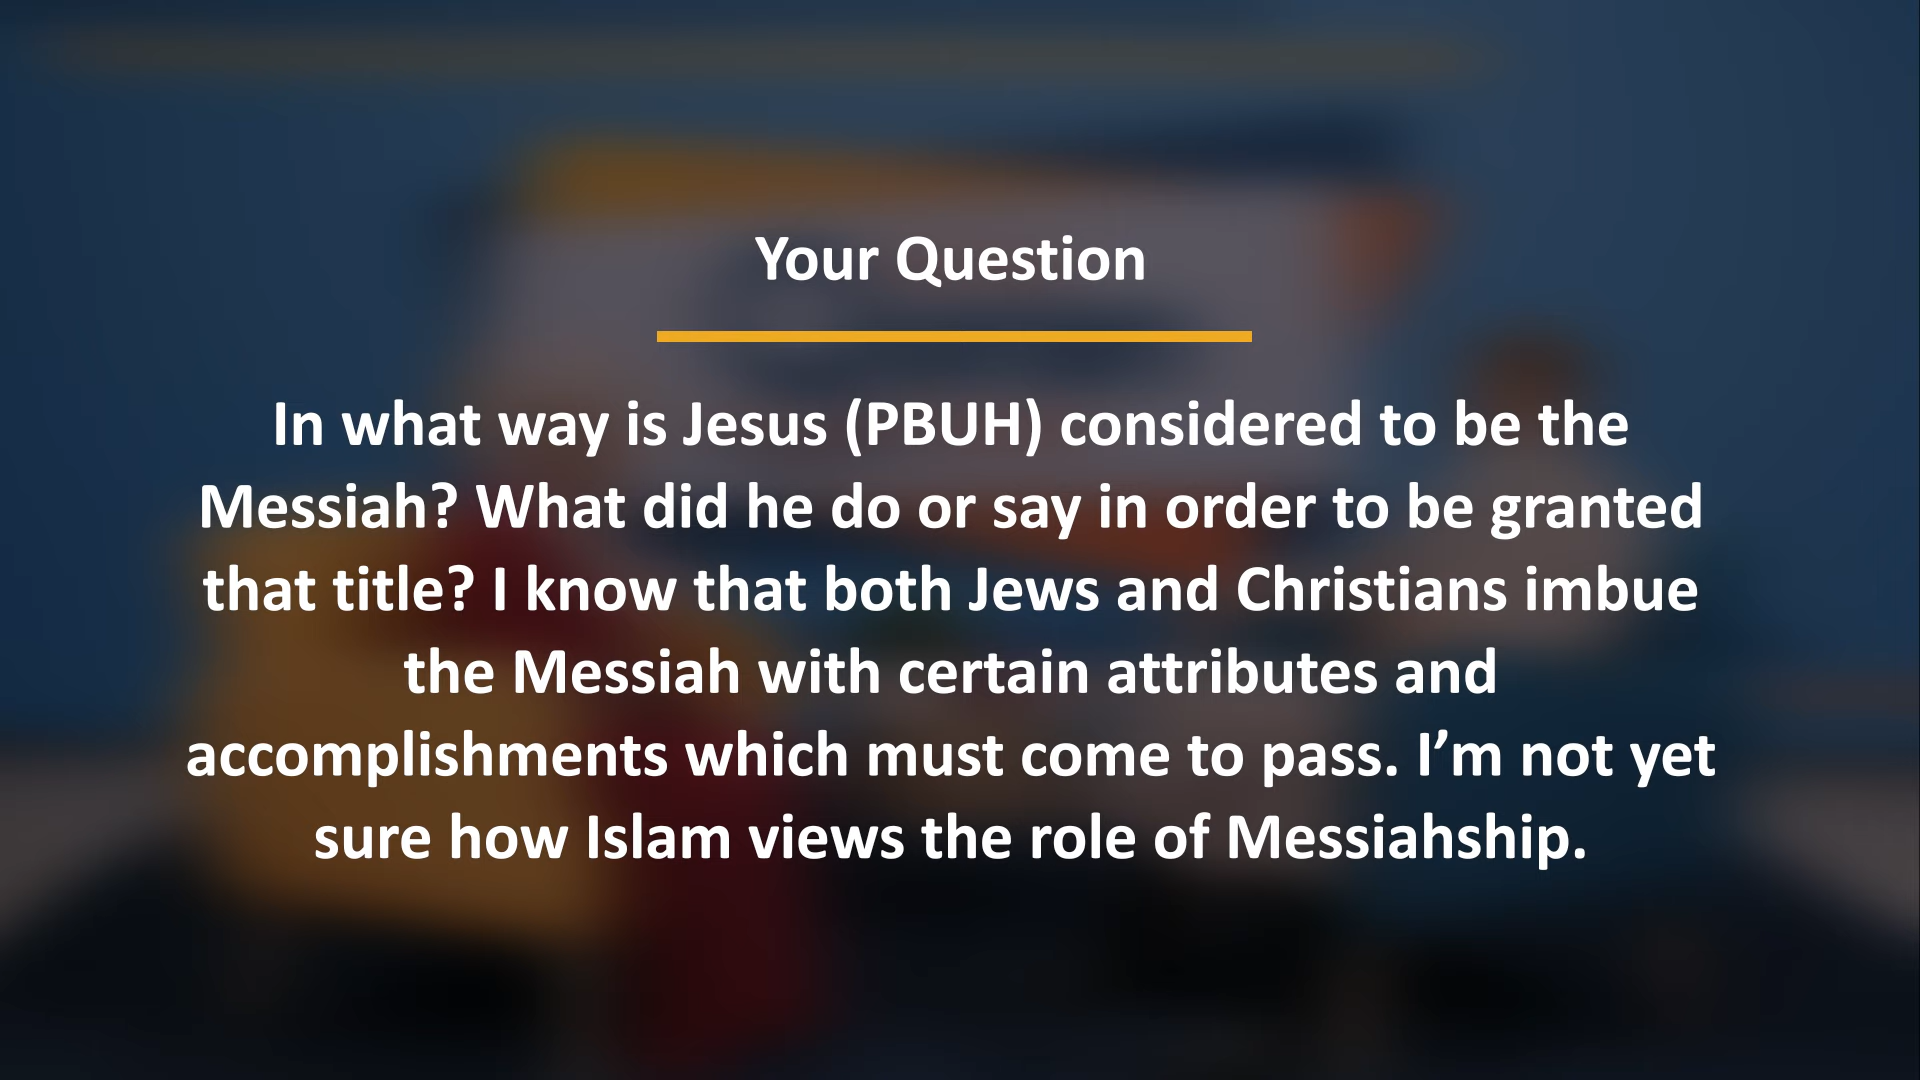 Your Question
In what way is Jesus (PBUH) considered to be the
Messiah? What did he do or say in order to be granted
that title? I know that both Jews and Christians imbue
the Messiah with certain attributes and
accomplishments which must come to pass. I’m not yet
sure how Islam views the role of Messiahship.